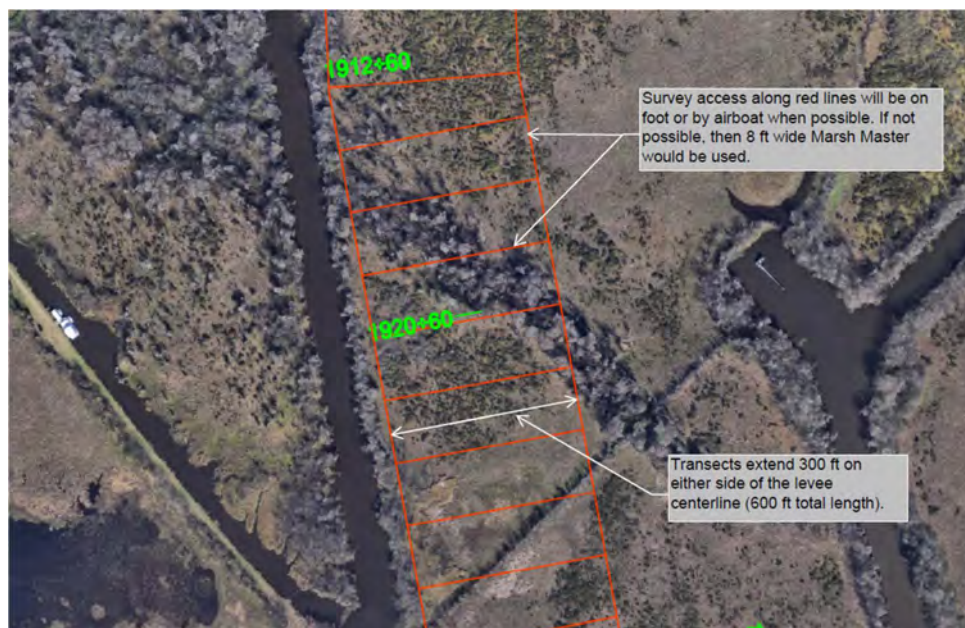 1912+60
Survey access along red lines will be on
foot or by airboat when possible. If not
possible, then 8 ft wide Marsh Master
would be used.
1920+60
Transects extend 300 ft on
either side of the levee
centerline (600 ft total length).